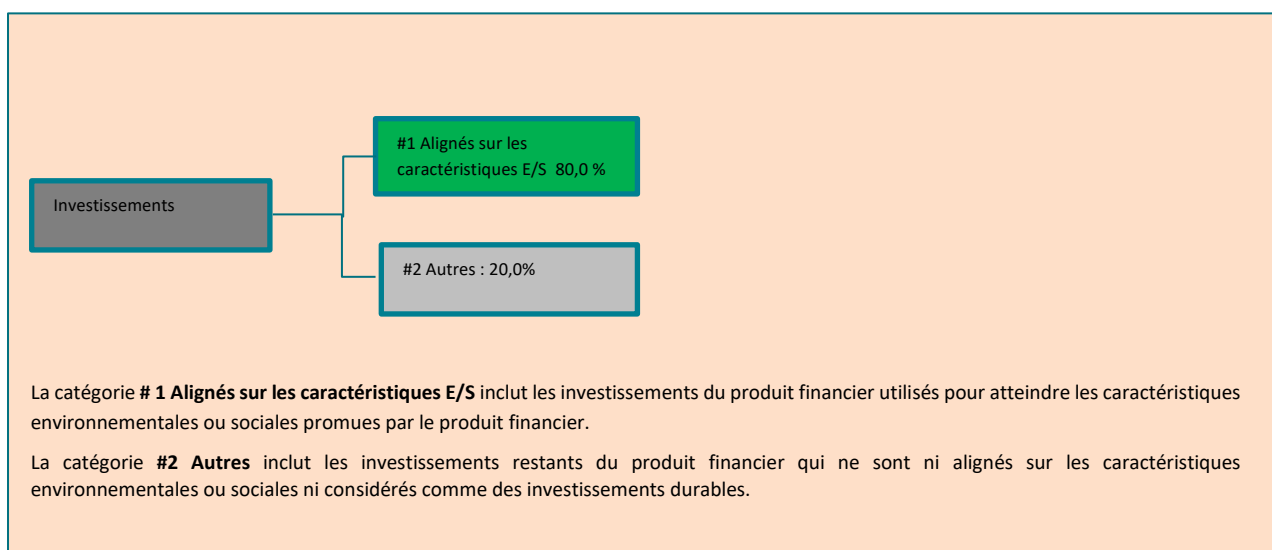 #1 Alignés sur les
caractéristiques E/S 80,0 %
Investissements
#2 Autres : 20,0%
La catégorie # 1 Alignés sur les caractéristiques E/S inclut les investissements du produit financier utilisés pour atteindre les caractéristiques
environnementales ou sociales promues par le produit financier.
La catégorie #2 Autres inclut les investissements restants du produit financier qui ne sont ni alignés sur les caractéristiques
environnementales ou sociales ni considérés comme des investissements durables.